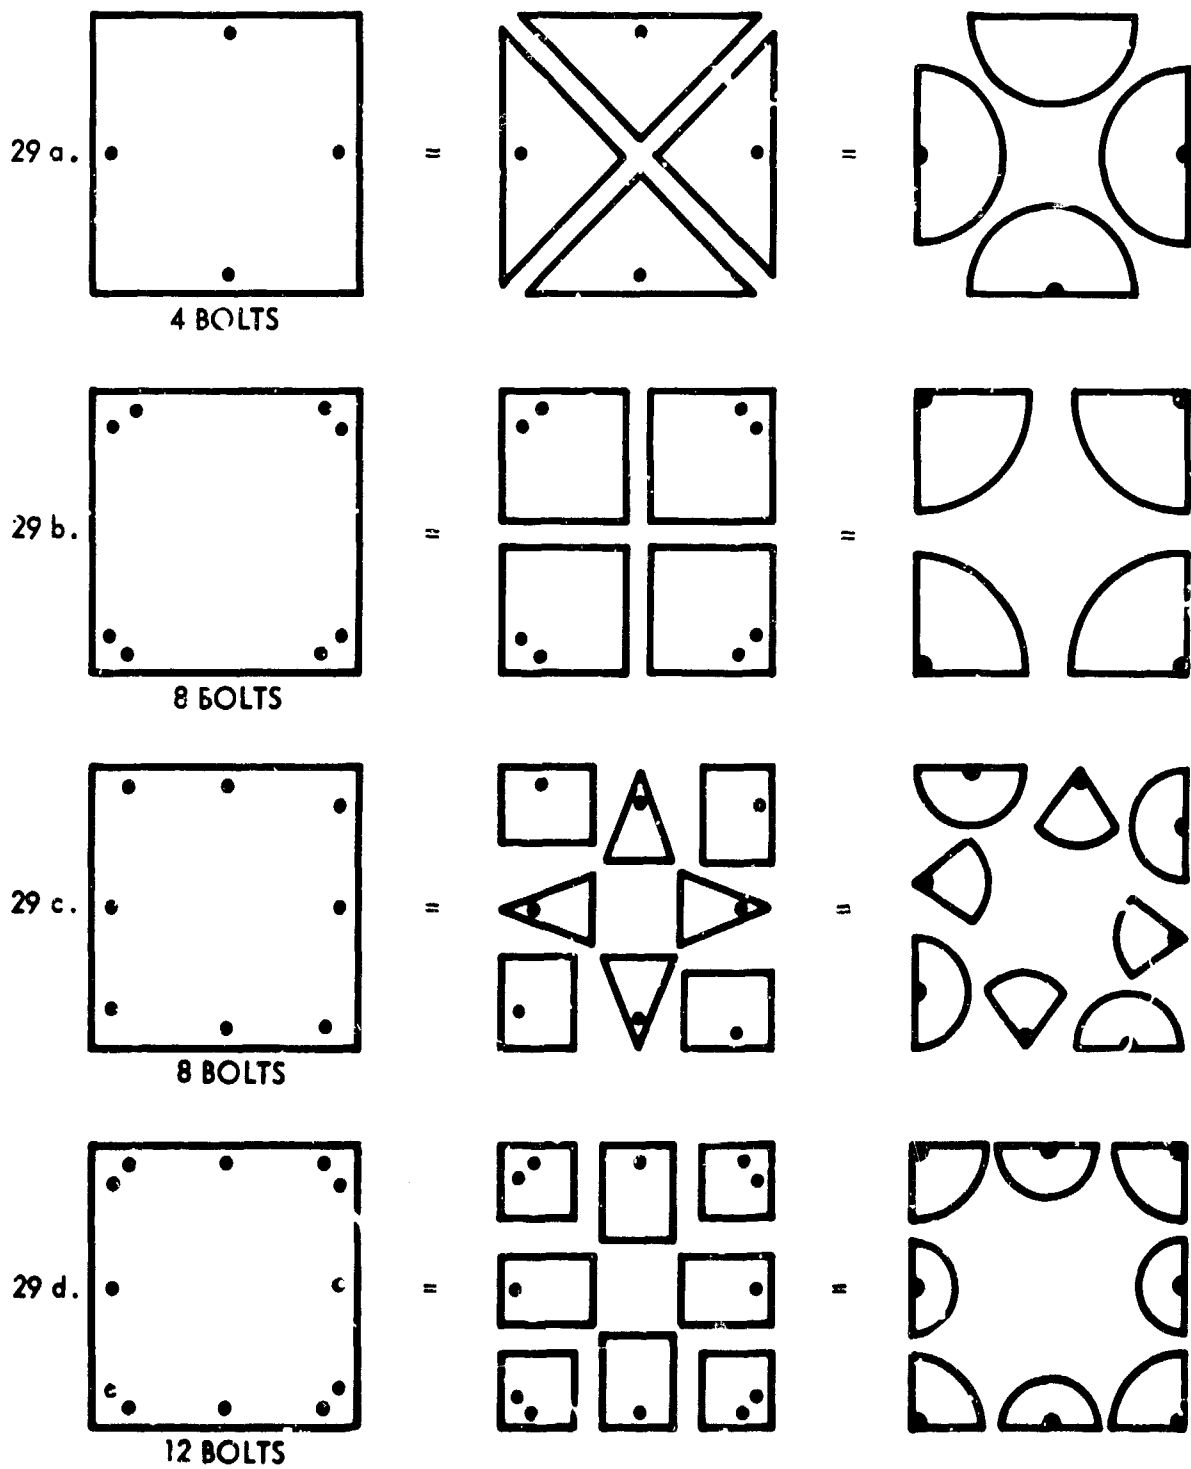 29 a. = =
4 BOLTS
29 b. = =
8 BOLTS
29 c. = =
8 BOLTS
29 d. = =
12 BOLTS